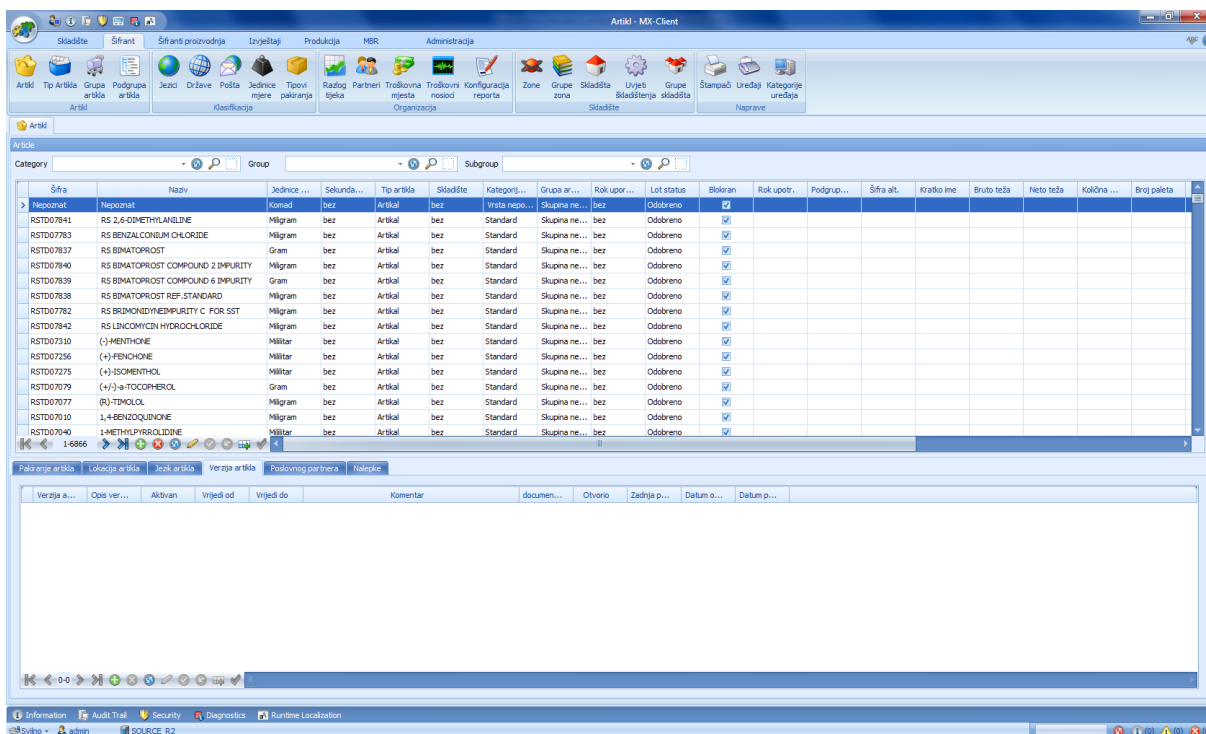 Artikl - MX-Client
Skladište Šifrant Šifranti proizvodnja Izvještaji Produkcija MBR Administracija
Artikl Tip Artikla Grupa artikla Podgrupa artikla Jezici Države Pošta Jedinice mjere Tipovi pakiranja Razlog tijeka Partneri Troškovna mjesta Troškovni nosioci Konfiguracija reporta Zone Grupe zona Skladišta Uvjeti škladištenja Grupe skladišta Štampači Uređaji Kategorije uređaja
Artikl Klasifikacija Organizacija Skladište Naprave
Artikl
Article
Category Group Subgroup
Šifra Naziv Jedinice ... Sekunda... Tip artikla Skladište Kategorij... Grupa ar... Rok upor... Lot status Blokiran Rok upotr. Podgrup... Šifra alt. Kratko ime Bruto teža Neto teža Količna ... Broj paleta
Nepoznat Nepoznat Komad bez Artikal bez Vrsta nepo... Skupina ne... bez Odobreno
RSTD07841 RS 2,6-DIMETHYLANILINE Miligram bez Artikal bez Standard Skupina ne... bez Odobreno
RSTD07783 RS BENZALCONIUM CHLORIDE Miligram bez Artikal bez Standard Skupina ne... bez Odobreno
RSTD07837 RS BIMATOPROST Gram bez Artikal bez Standard Skupina ne... bez Odobreno
RSTD07840 RS BIMATOPROST COMPOUND 2 IMPURITY Miligram bez Artikal bez Standard Skupina ne... bez Odobreno
RSTD07839 RS BIMATOPROST COMPOUND 6 IMPURITY Gram bez Artikal bez Standard Skupina ne... bez Odobreno
RSTD07838 RS BIMATOPROST REF.STANDARD Miligram bez Artikal bez Standard Skupina ne... bez Odobreno
RSTD07782 RS BRIMONIDYNEIMPURITY C FOR SST Miligram bez Artikal bez Standard Skupina ne... bez Odobreno
RSTD07842 RS LINCOMYCIN HYDROCHLORIDE Miligram bez Artikal bez Standard Skupina ne... bez Odobreno
RSTD07310 (-)-MENTHONE Mililitar bez Artikal bez Standard Skupina ne... bez Odobreno
RSTD07256 (+)-FENCHONE Mililitar bez Artikal bez Standard Skupina ne... bez Odobreno
RSTD07275 (+)-ISOMENTHOL Mililitar bez Artikal bez Standard Skupina ne... bez Odobreno
RSTD07079 (+/-)-a-TOCOPHEROL Gram bez Artikal bez Standard Skupina ne... bez Odobreno
RSTD07077 (R)-TIMOLOL Miligram bez Artikal bez Standard Skupina ne... bez Odobreno
RSTD07010 1,4-BENZOQUINONE Miligram bez Artikal bez Standard Skupina ne... bez Odobreno
RSTD07040 1-METHYLPYRROLIDINE Mililitar bez Artikal bez Standard Skupina ne... bez Odobreno
1-6866
Pakiranje artikla Lokacija artikla Jezik artikla Verzija artikla Poslovnog partnera Nalepke
Verzija a... Opis ver... Aktivan Vrijedi od Vrijedi do Komentar documen... Otvorio Zadnja p... Datum o... Datum p...
0-0
Information Audit Trail Security Diagnostics Runtime Localization
Svilno admin SOURCE_R2 (0) (0)